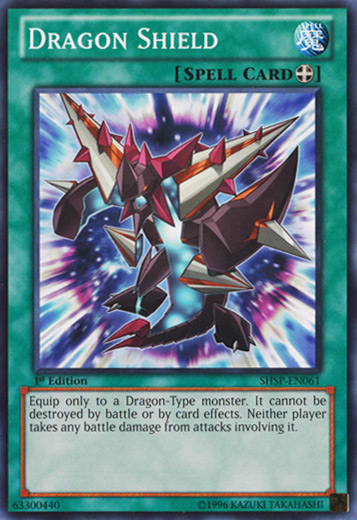 DRAGON SHIELD
魔
[SPELL CARD]
1st Edition
SHSP-EN061
Equip only to a Dragon-Type monster. It cannot be
destroyed by battle or by card effects. Neither player
takes any battle damage from attacks involving it.
63300440
©1996 KAZUKI TAKAHASHI